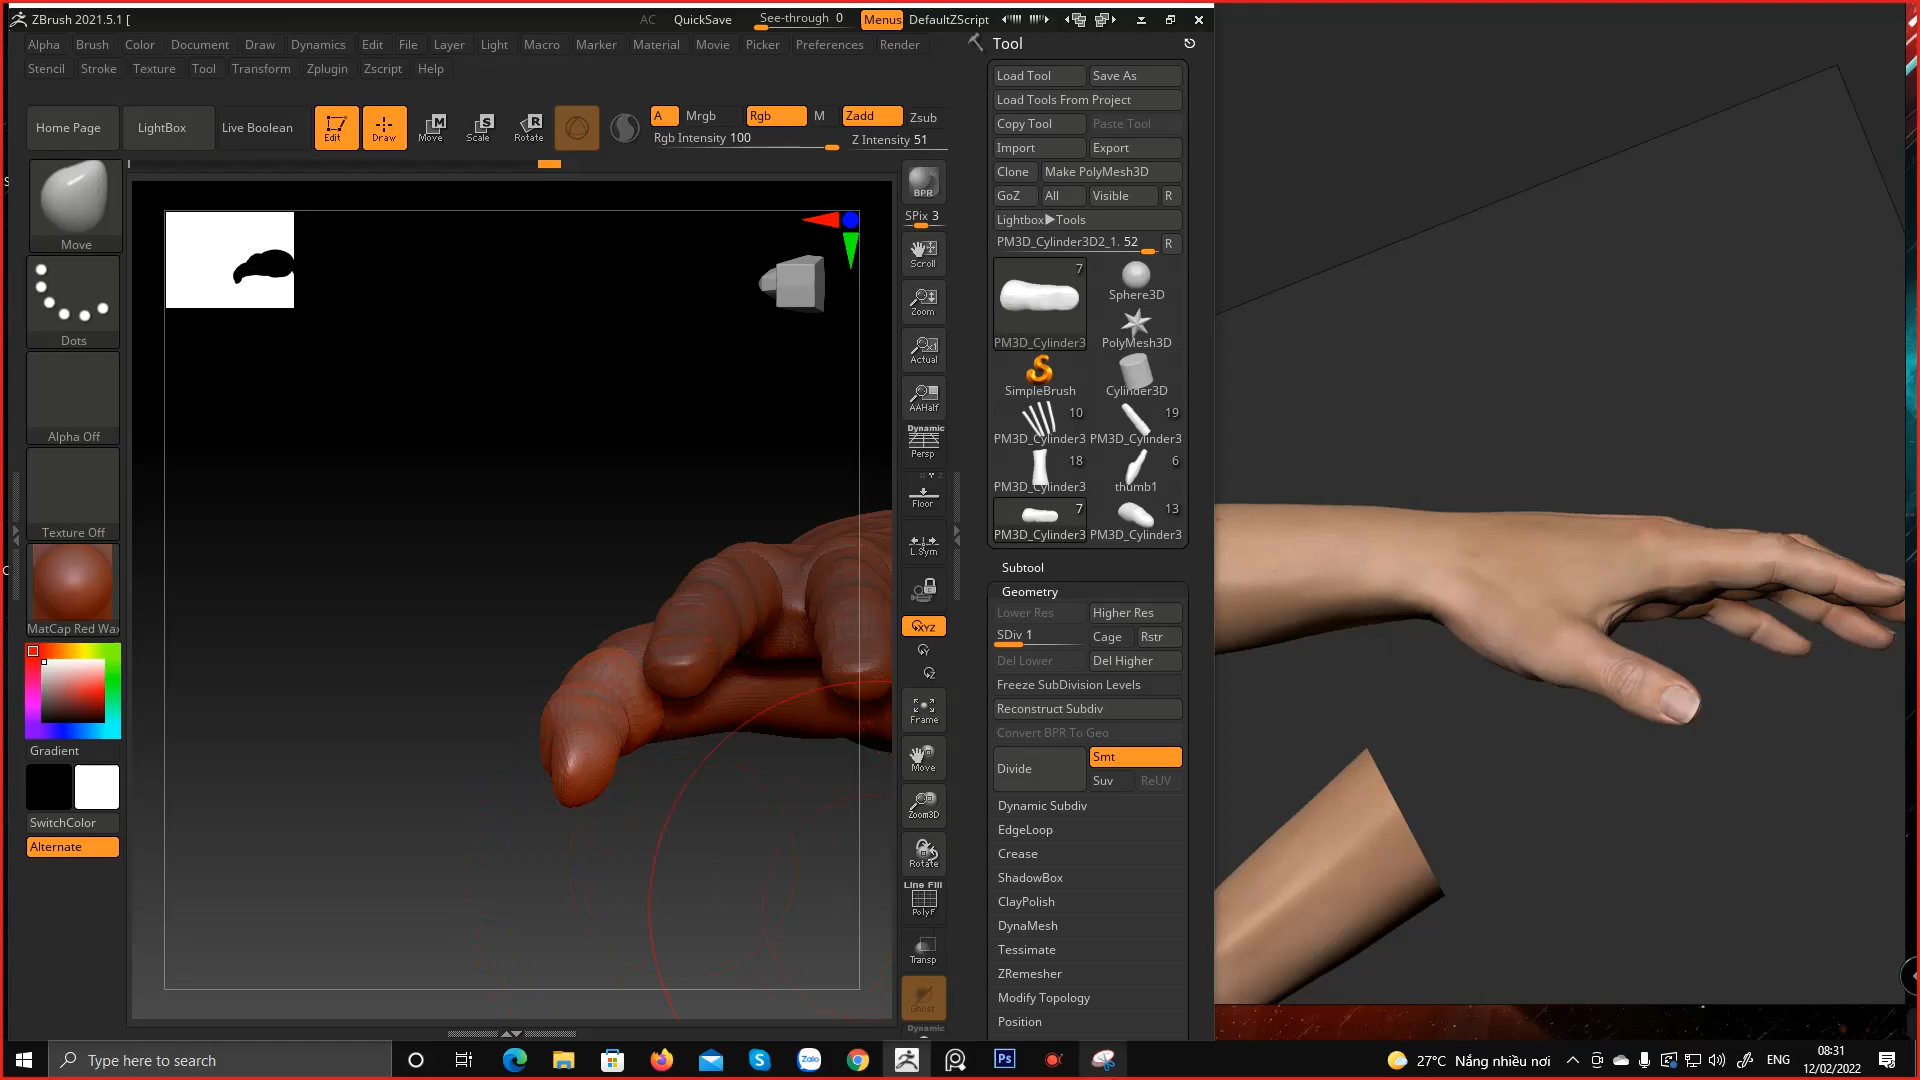 ZBrush 2021.5.1 [
AC QuickSave See-through 0 Menus DefaultZScript
Alpha Brush Color Document Draw Dynamics Edit File Layer Light Macro Marker Material Movie Picker Preferences Render
Stencil Stroke Texture Tool Transform Zplugin Zscript Help
Home Page LightBox Live Boolean Edit Draw Move Scale Rotate
A Mrgb Rgb M Zadd Zsub
Rgb Intensity 100 Z Intensity 51
Move
Dots
Alpha Off
Texture Off
MatCap Red Wax
Gradient
SwitchColor
Alternate
BPR
SPix 3
Scroll
Zoom
Actual
AAHalf
Dynamic
Persp
Floor
L.Sym
XYZ
Frame
Move
Zoom3D
Rotate
Line Fill
PolyF
Transp
Ghost
Dynamic
Tool
Load Tool Save As
Load Tools From Project
Copy Tool Paste Tool
Import Export
Clone Make PolyMesh3D
GoZ All Visible R
Lightbox▶Tools
PM3D_Cylinder3D2_1. 52 R
7
Sphere3D
PM3D_Cylinder3 PolyMesh3D
SimpleBrush Cylinder3D
10 19
PM3D_Cylinder3 PM3D_Cylinder3
18 6
PM3D_Cylinder3 thumb1
7 13
PM3D_Cylinder3 PM3D_Cylinder3
Subtool
Geometry
Lower Res Higher Res
SDiv 1 Cage Rstr
Del Lower Del Higher
Freeze SubDivision Levels
Reconstruct Subdiv
Convert BPR To Geo
Divide Smt
Suv ReUV
Dynamic Subdiv
EdgeLoop
Crease
ShadowBox
ClayPolish
DynaMesh
Tessimate
ZRemesher
Modify Topology
Position
Type here to search
Zalo
Ps
27°C Nắng nhiều nơi
ENG
08:31
12/02/2022